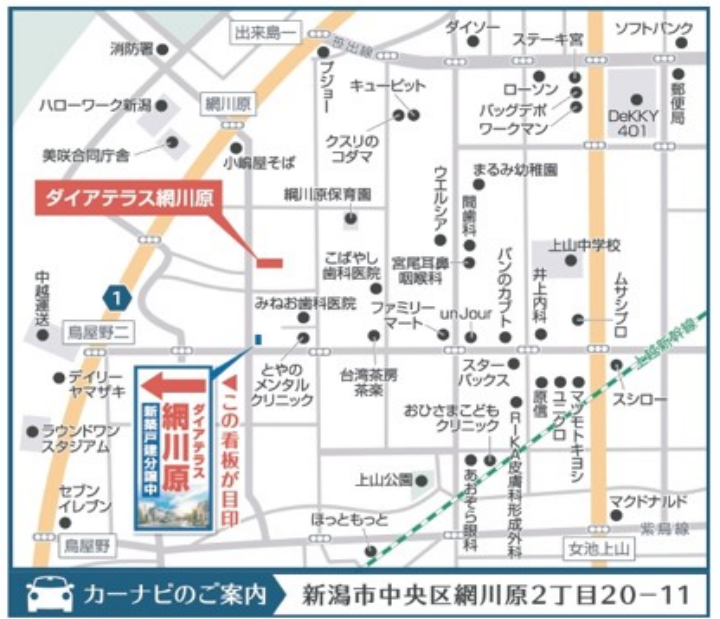 出来島一
笹出線
ダイソー
ステーキ宮
ソフトバンク
消防署
プジョー
キューピット
ローソン
バッグデポ
ワークマン
DeKKY
401
郵便局
ハローワーク新潟
網川原
美咲合同庁舎
小嶋屋そば
クスリの
コダマ
ダイアテラス網川原
網川原保育園
ウエルシア
まるみ幼稚園
間歯科
宮尾耳鼻
咽喉科
上山中学校
こばやし
歯科医院
パンのカブト
井上内科
ムサシプロ
中越運送
1
みねお歯科医院
ファミリー
マート
unJour
上越新幹線
鳥屋野二
デイリー
ヤマザキ
とやの
メンタル
クリニック
台湾茶房
茶楽
スター
バックス
原信
ユニクロ
マツモトキヨシ
スシロー
ダイアテラス
網川原
新築戸建分譲中
◀この看板が目印
おひさまこども
クリニック
RIKA皮膚科形成外科
ラウンドワン
スタジアム
上山公園
あおぞら眼科
セブン
イレブン
ほっともっと
マクドナルド
紫鳥線
鳥屋野
女池上山
カーナビのご案内
新潟市中央区網川原2丁目20−11